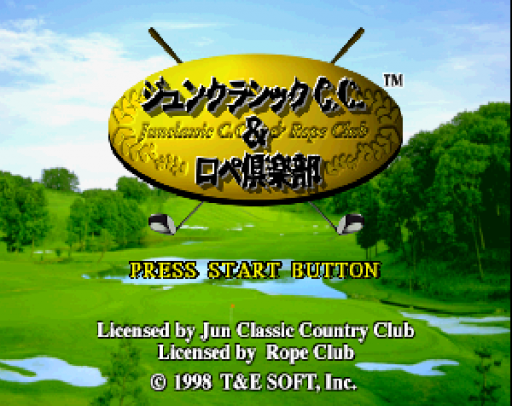 ジュンクラシックC.C.
TM
Junclassic C.C. & Rope Club
&
ロペ倶楽部
PRESS START BUTTON
Licensed by Jun Classic Country Club
Licensed by Rope Club
© 1998 T&E SOFT, Inc.